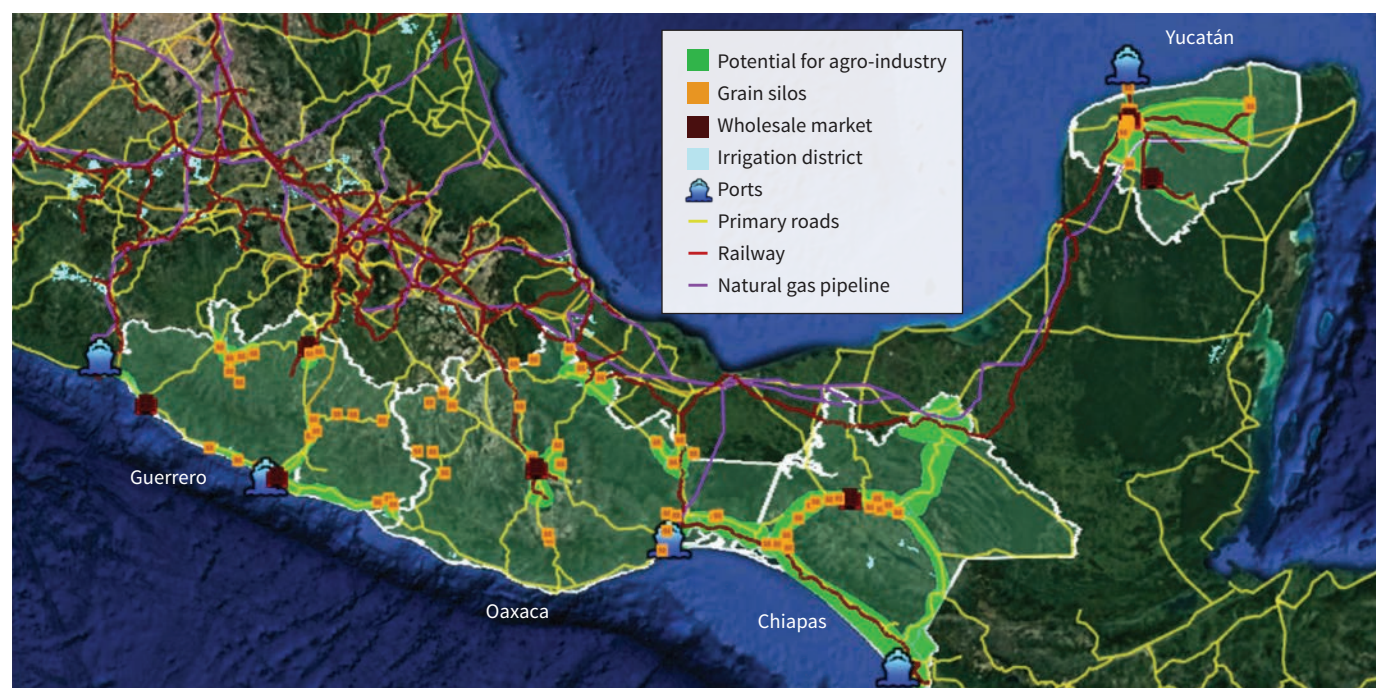 Yucatán
Potential for agro-industry
Grain silos
Wholesale market
Irrigation district
Ports
Primary roads
Railway
Natural gas pipeline
Guerrero
Oaxaca
Chiapas